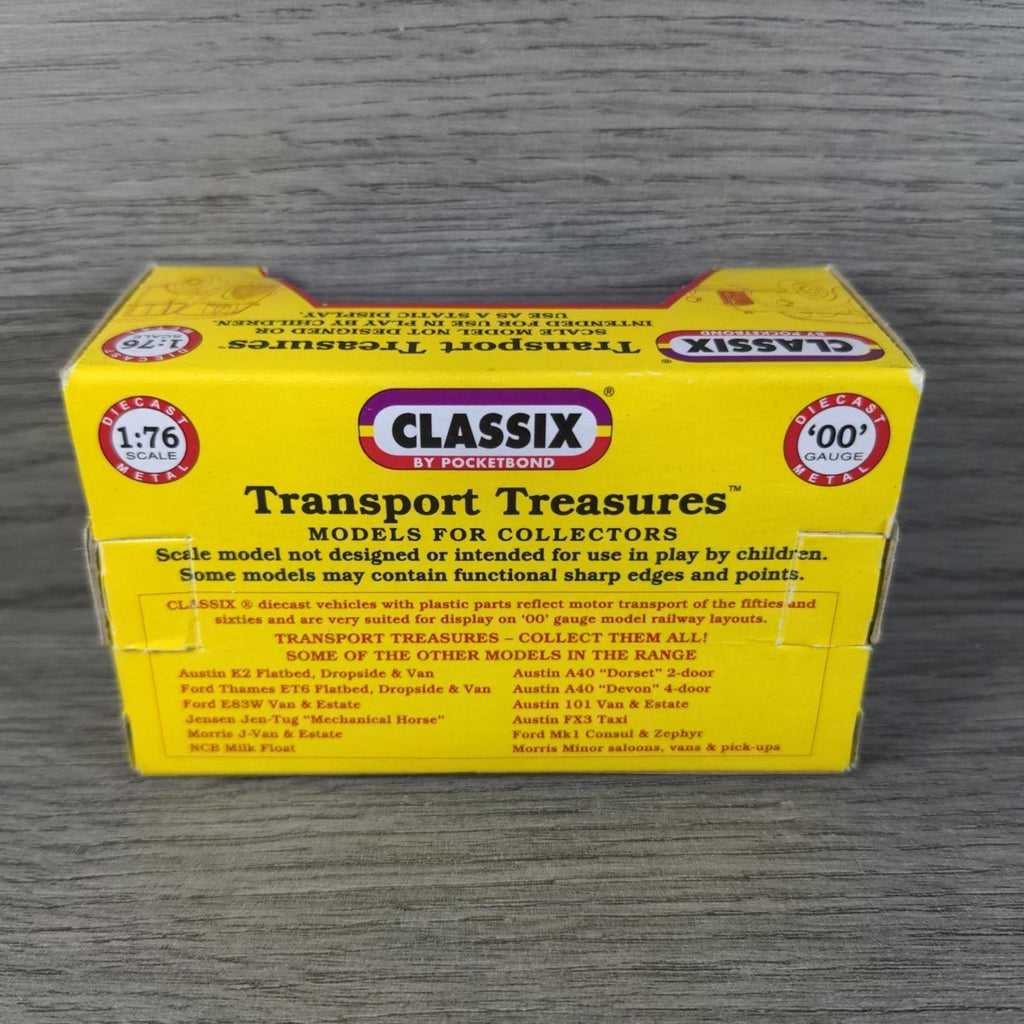 USE AS A STATIC DISPLAY.
INTENDED FOR USE IN PLAY BY CHILDREN.
SCALE MODEL NOT DESIGNED OR
Transport Treasures™
DIECAST
1:76
SCALE
METAL
CLASSIX
BY POCKETBOND
DIECAST
1:76
SCALE
METAL
CLASSIX®
BY POCKETBOND
DIECAST
‘00’
GAUGE
METAL
Transport Treasures™
MODELS FOR COLLECTORS
Scale model not designed or intended for use in play by children.
Some models may contain functional sharp edges and points.
CLASSIX ® diecast vehicles with plastic parts reflect motor transport of the fifties and
sixties and are very suited for display on ‘00’ gauge model railway layouts.
TRANSPORT TREASURES – COLLECT THEM ALL!
SOME OF THE OTHER MODELS IN THE RANGE
Austin K2 Flatbed, Dropside & Van
Ford Thames ET6 Flatbed, Dropside & Van
Ford E83W Van & Estate
Jensen Jen-Tug “Mechanical Horse”
Morris J-Van & Estate
NCB Milk Float
Austin A40 “Dorset” 2-door
Austin A40 “Devon” 4-door
Austin 101 Van & Estate
Austin FX3 Taxi
Ford Mk1 Consul & Zephyr
Morris Minor saloons, vans & pick-ups